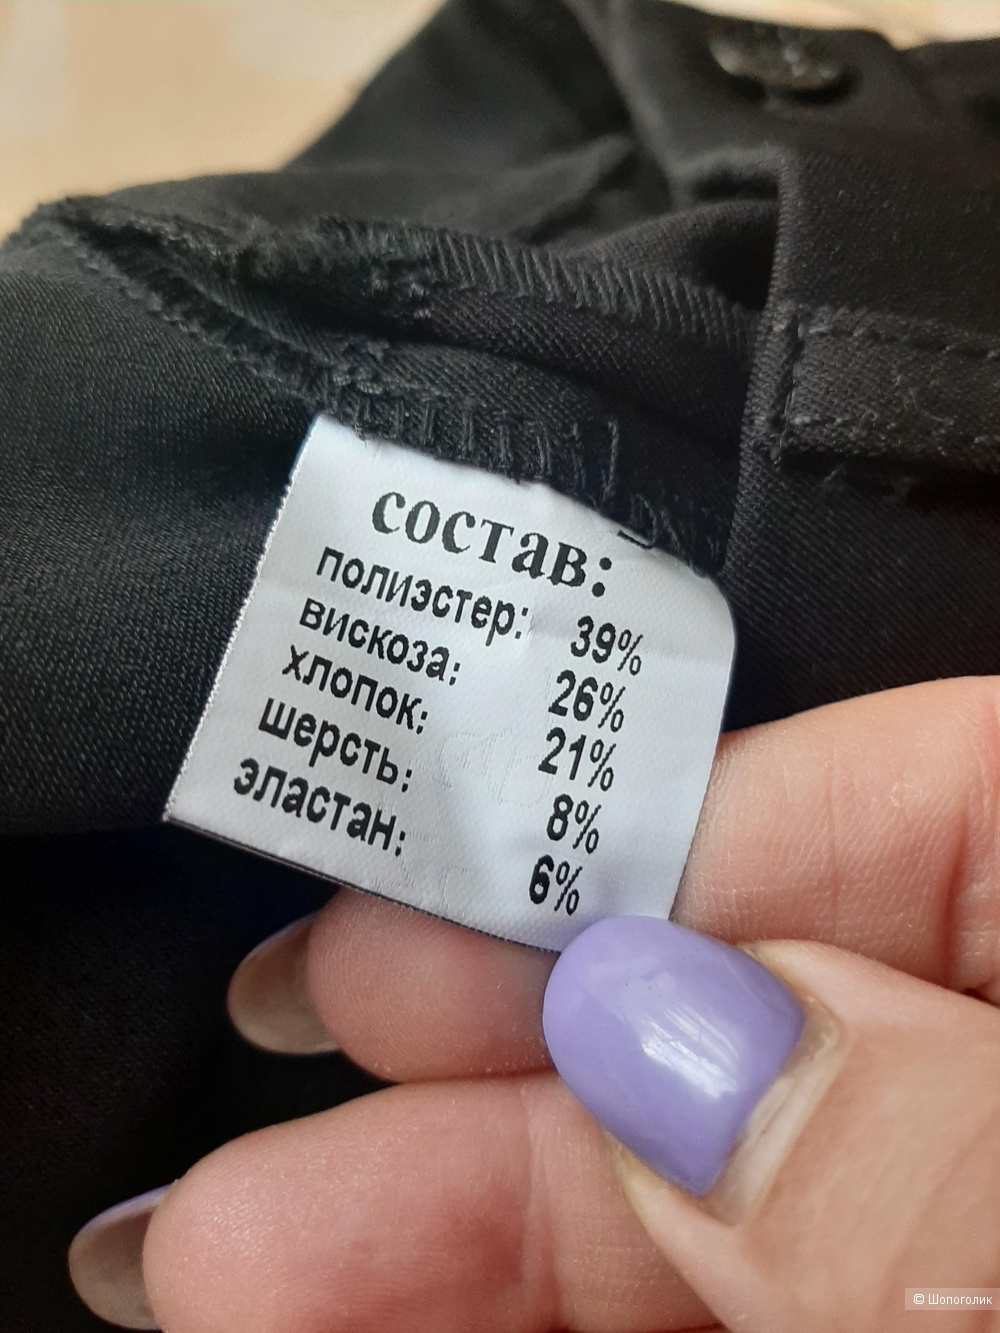 состав:
полиэстер: 39%
вискоза: 26%
хлопок: 21%
шерсть: 8%
эластан: 6%
© Шопоголик